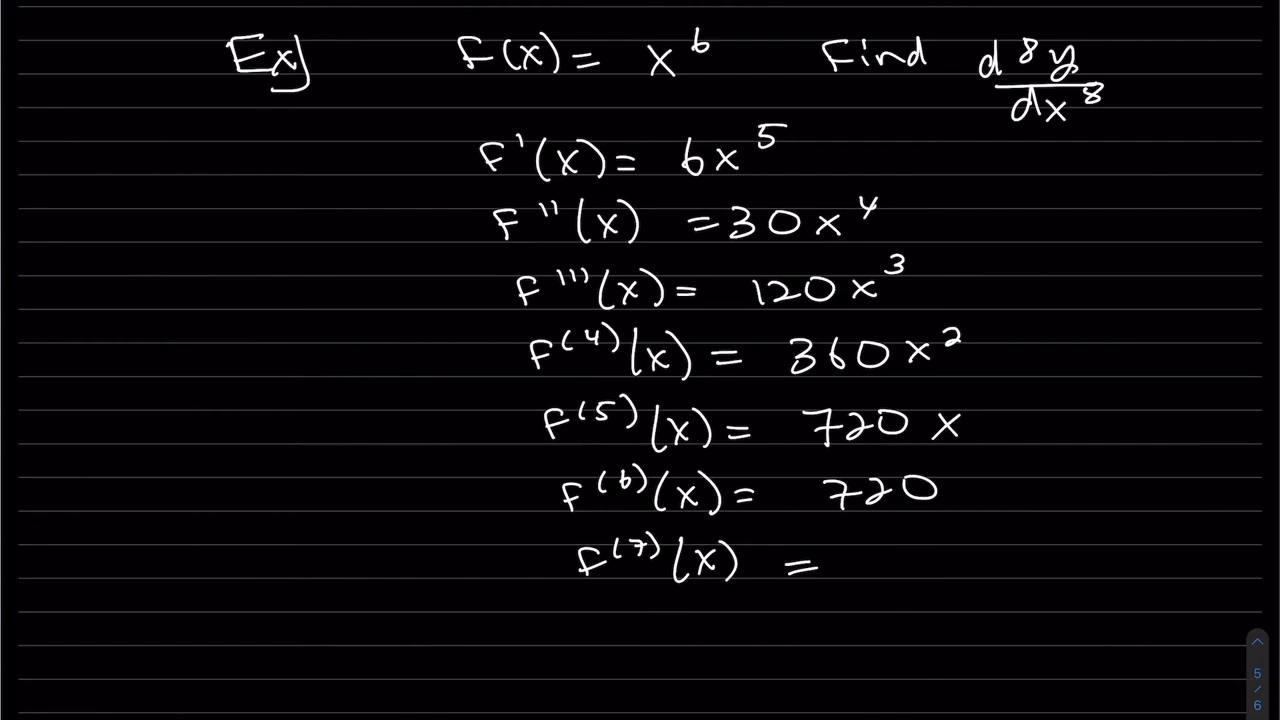 Ex) F(x) = x^6 Find d^8y/dx^8
F'(x) = 6x^5
F''(x) = 30x^4
F'''(x) = 120x^3
F^(4)(x) = 360x^2
F^(5)(x) = 720x
F^(6)(x) = 720
F^(7)(x) =
5
/
6